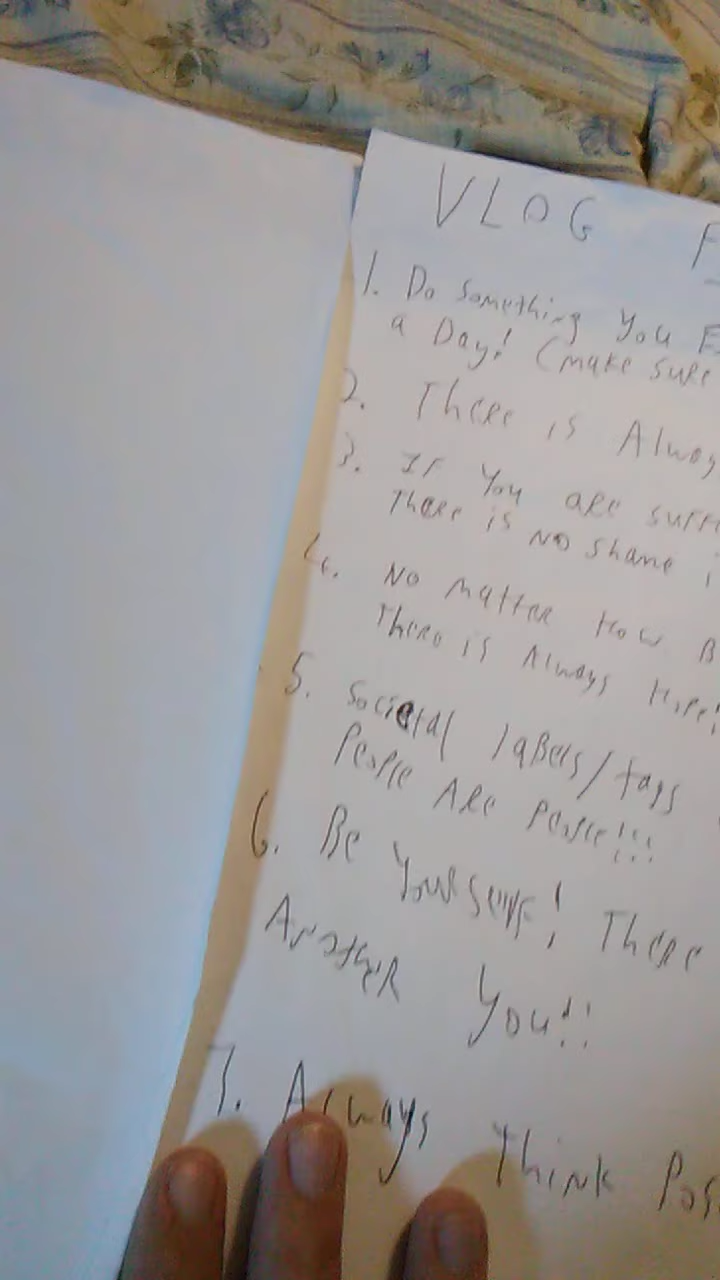 VLOG F
1. Do Something You E
a Day! (make sure
2. There is Alway
3. IF You are suffe
There is NO Shame i
4. No matter How B
There is Always Hope!
5. Societal labels/tags
People Are People!!!
6. Be Yourself! There
Another You!!
7. Always Think Pos